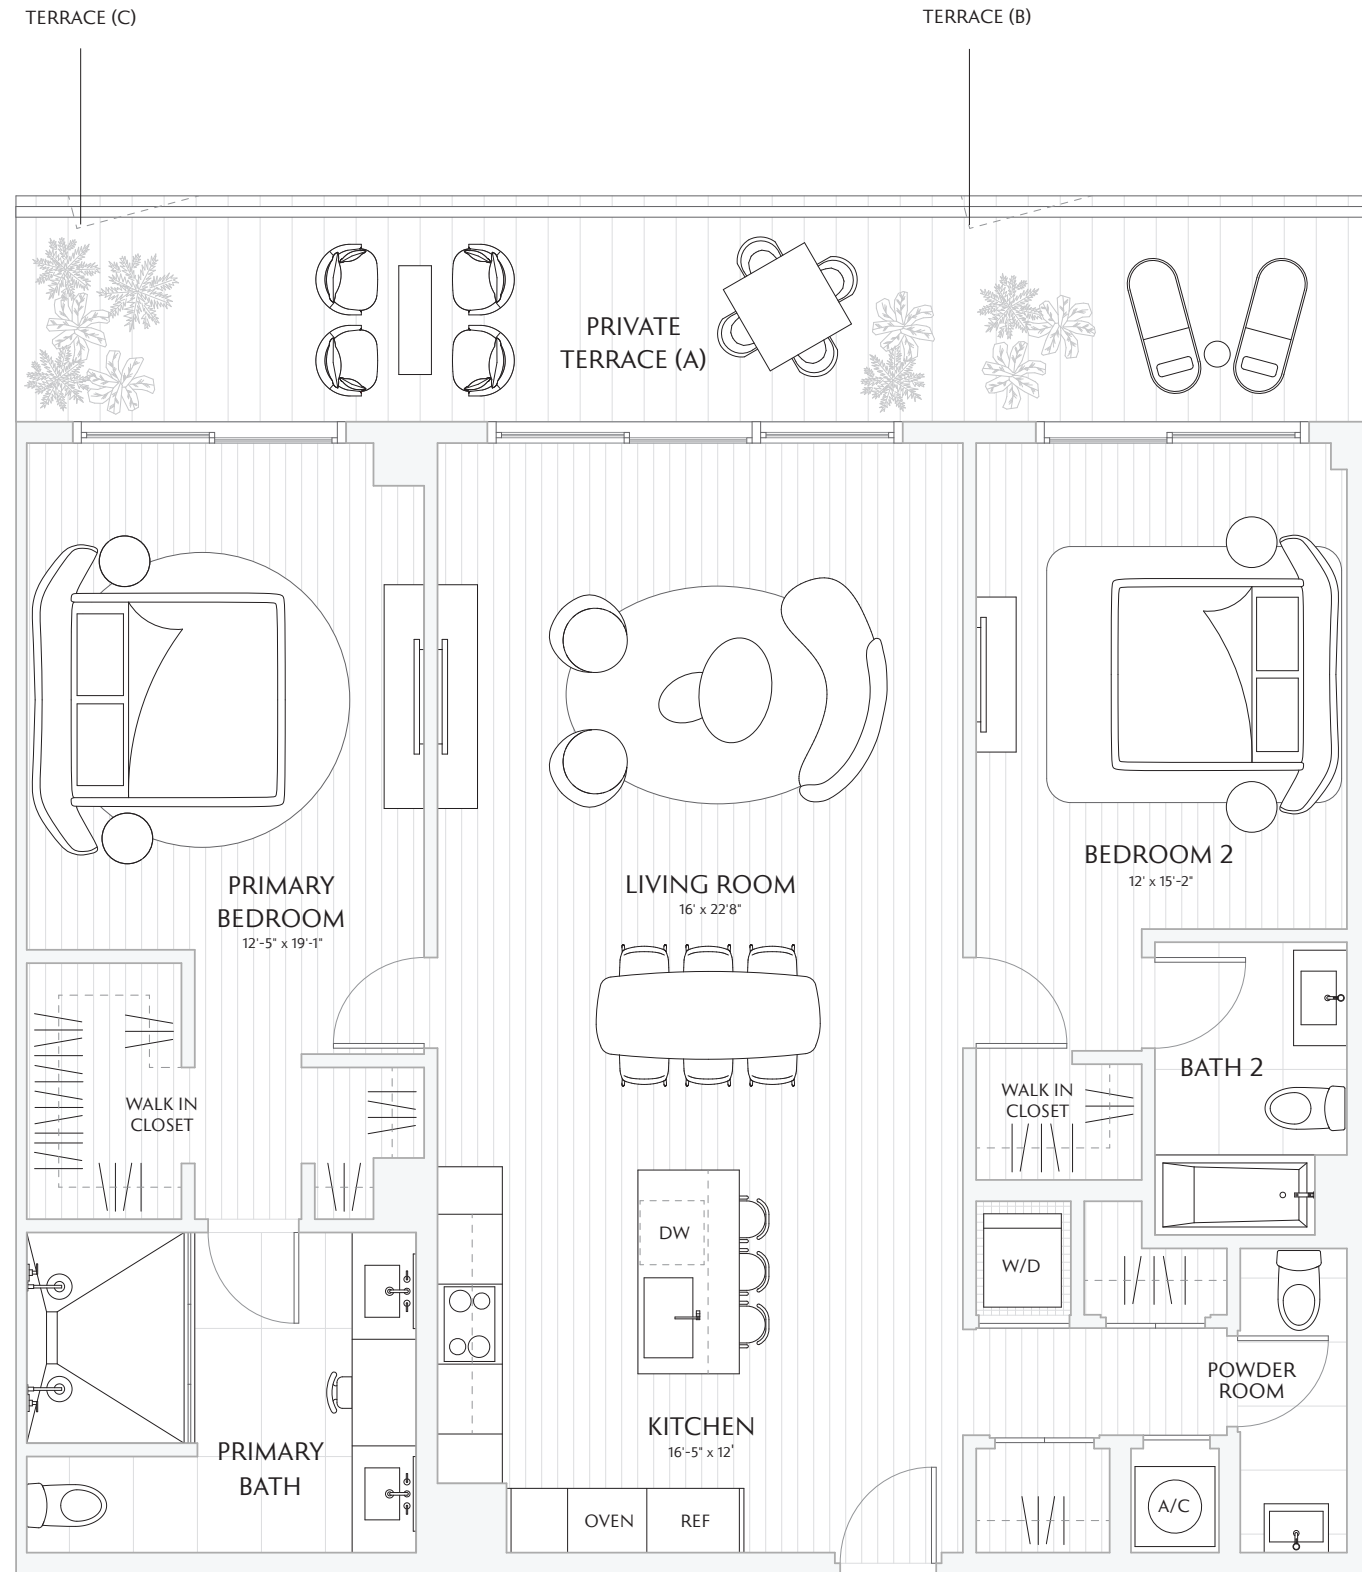 TERRACE (C)
TERRACE (B)
PRIVATE
TERRACE (A)
PRIMARY
BEDROOM
12'-5" x 19'-1"
LIVING ROOM
16' x 22'8"
BEDROOM 2
12' x 15'-2"
WALK IN
CLOSET
WALK IN
CLOSET
BATH 2
DW
W/D
POWDER
ROOM
KITCHEN
16'-5" x 12'
PRIMARY
BATH
OVEN
REF
A/C